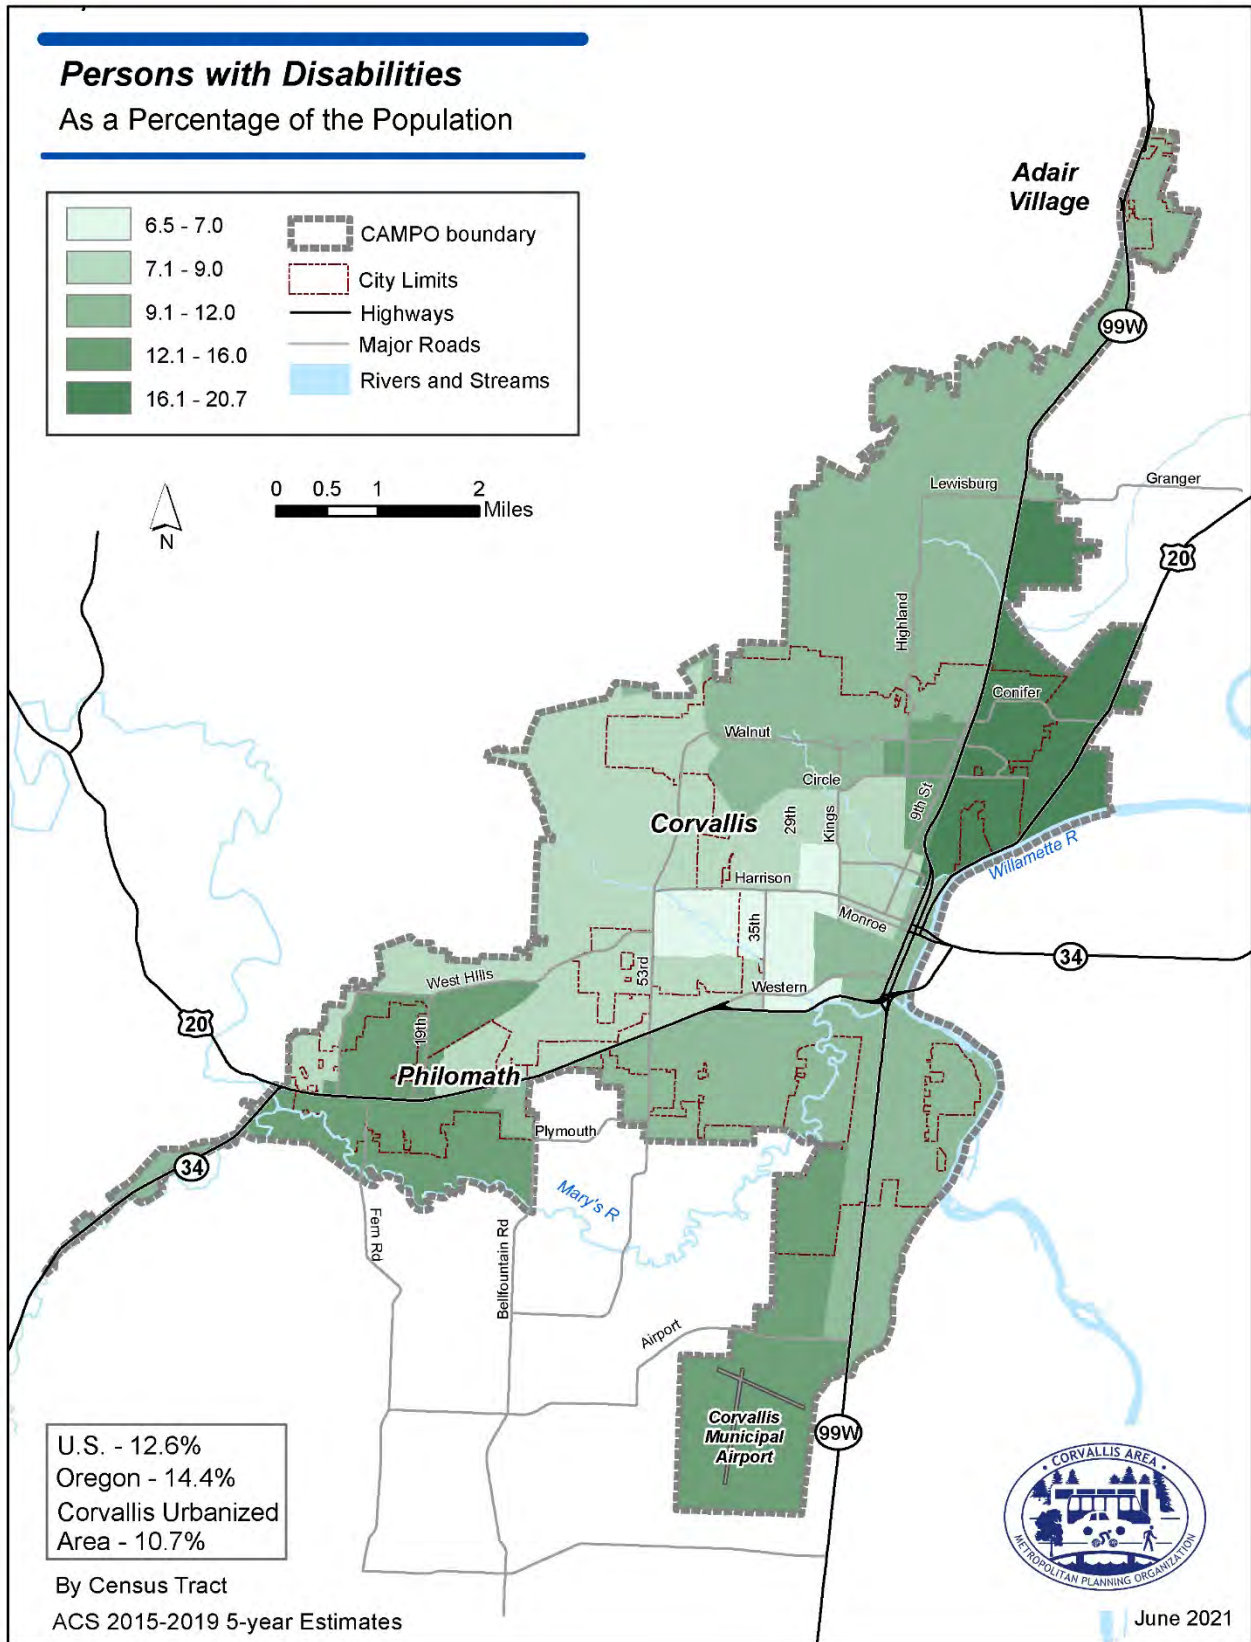 Persons with Disabilities
As a Percentage of the Population
6.5 - 7.0
7.1 - 9.0
9.1 - 12.0
12.1 - 16.0
16.1 - 20.7
CAMPO boundary
City Limits
Highways
Major Roads
Rivers and Streams
0 0.5 1 2
Miles
N
Adair
Village
99W
Lewisburg
Granger
20
Highland
Conifer
Walnut
Circle
9th St
29th
Kings
Corvallis
Willamette R
Harrison
Monroe
35th
34
53rd
West Hills
Western
20
19th
Philomath
Plymouth
34
Mary's R
Fern Rd
Bellfountain Rd
Airport
Corvallis
Municipal
Airport
99W
U.S. - 12.6%
Oregon - 14.4%
Corvallis Urbanized
Area - 10.7%
By Census Tract
ACS 2015-2019 5-year Estimates
• CORVALLIS AREA •
METROPOLITAN PLANNING ORGANIZATION
June 2021